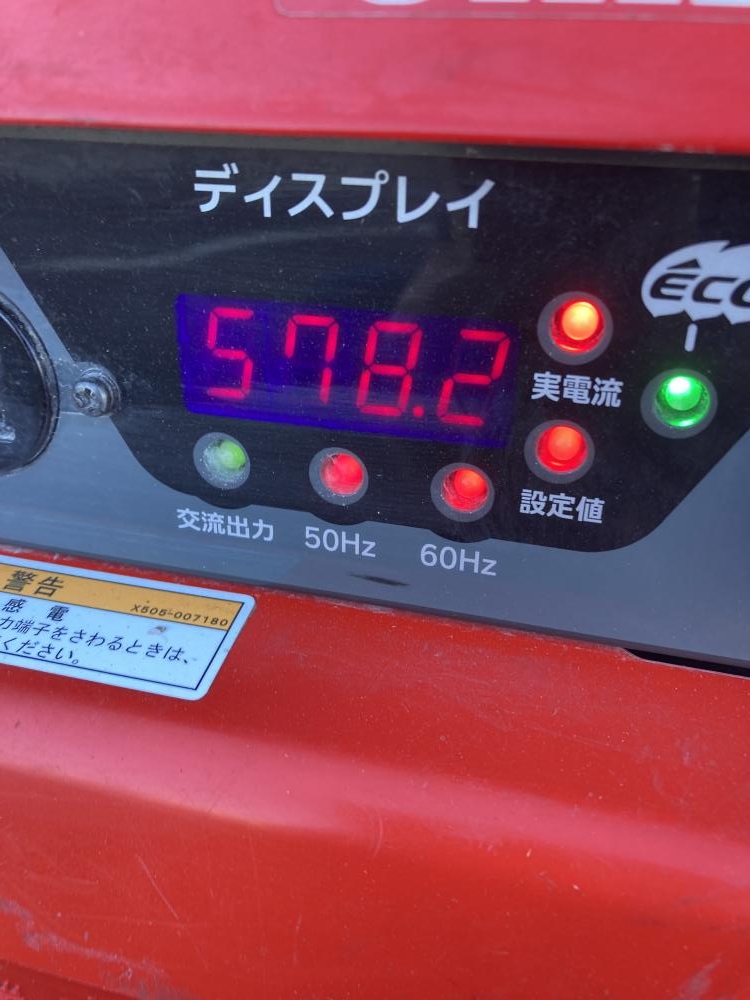 ディスプレイ
578.2
実電流
設定値
交流出力
50Hz
60Hz
警告
感電
X505-007180
力端子をさわるときは、
ください。